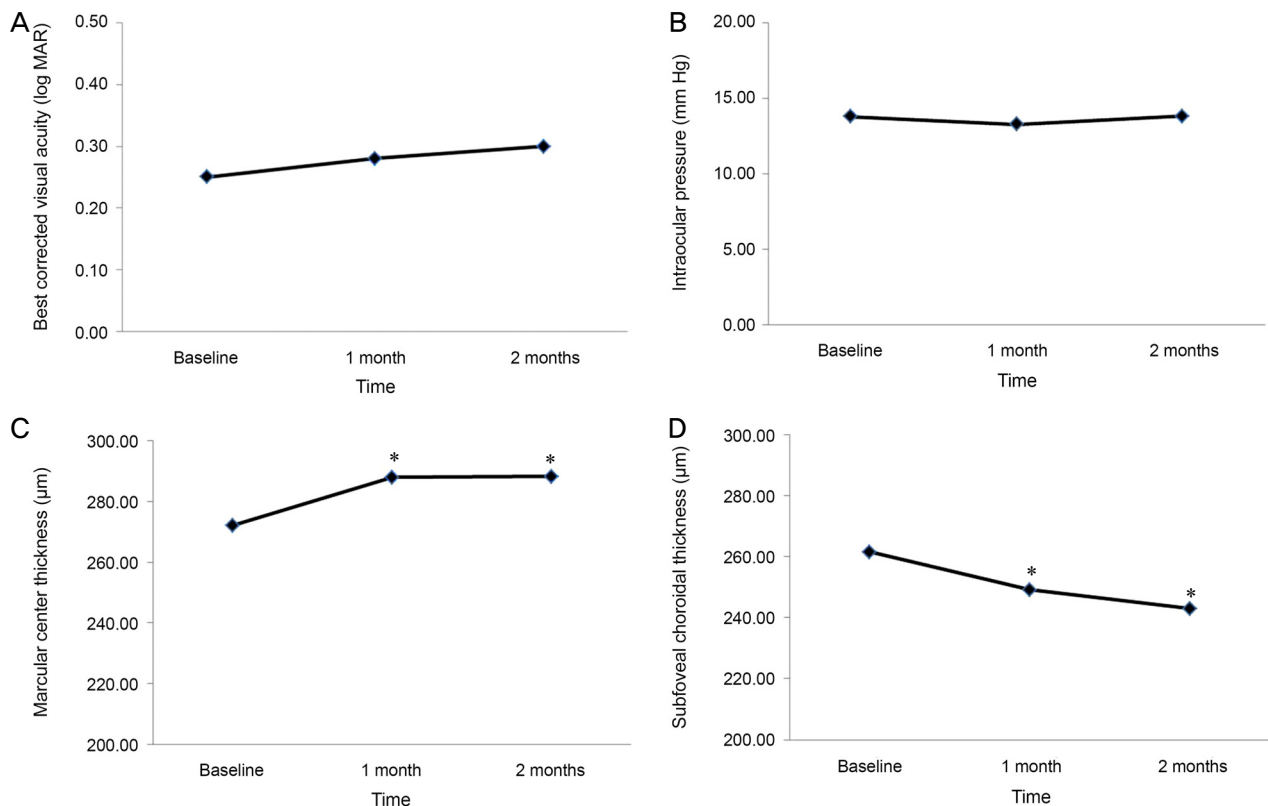 A
Best corrected visual acuity (log MAR)
0.50
0.40
0.30
0.20
0.10
0.00
Baseline
1 month
2 months
Time
B
Intraocular pressure (mm Hg)
20.00
15.00
10.00
5.00
0.00
Baseline
1 month
2 months
Time
C
Marcular center thickness (μm)
300.00
280.00
260.00
240.00
220.00
200.00
*
*
Baseline
1 month
2 months
Time
D
Subfoveal choroidal thickness (μm)
300.00
280.00
260.00
240.00
220.00
200.00
*
*
Baseline
1 month
2 months
Time